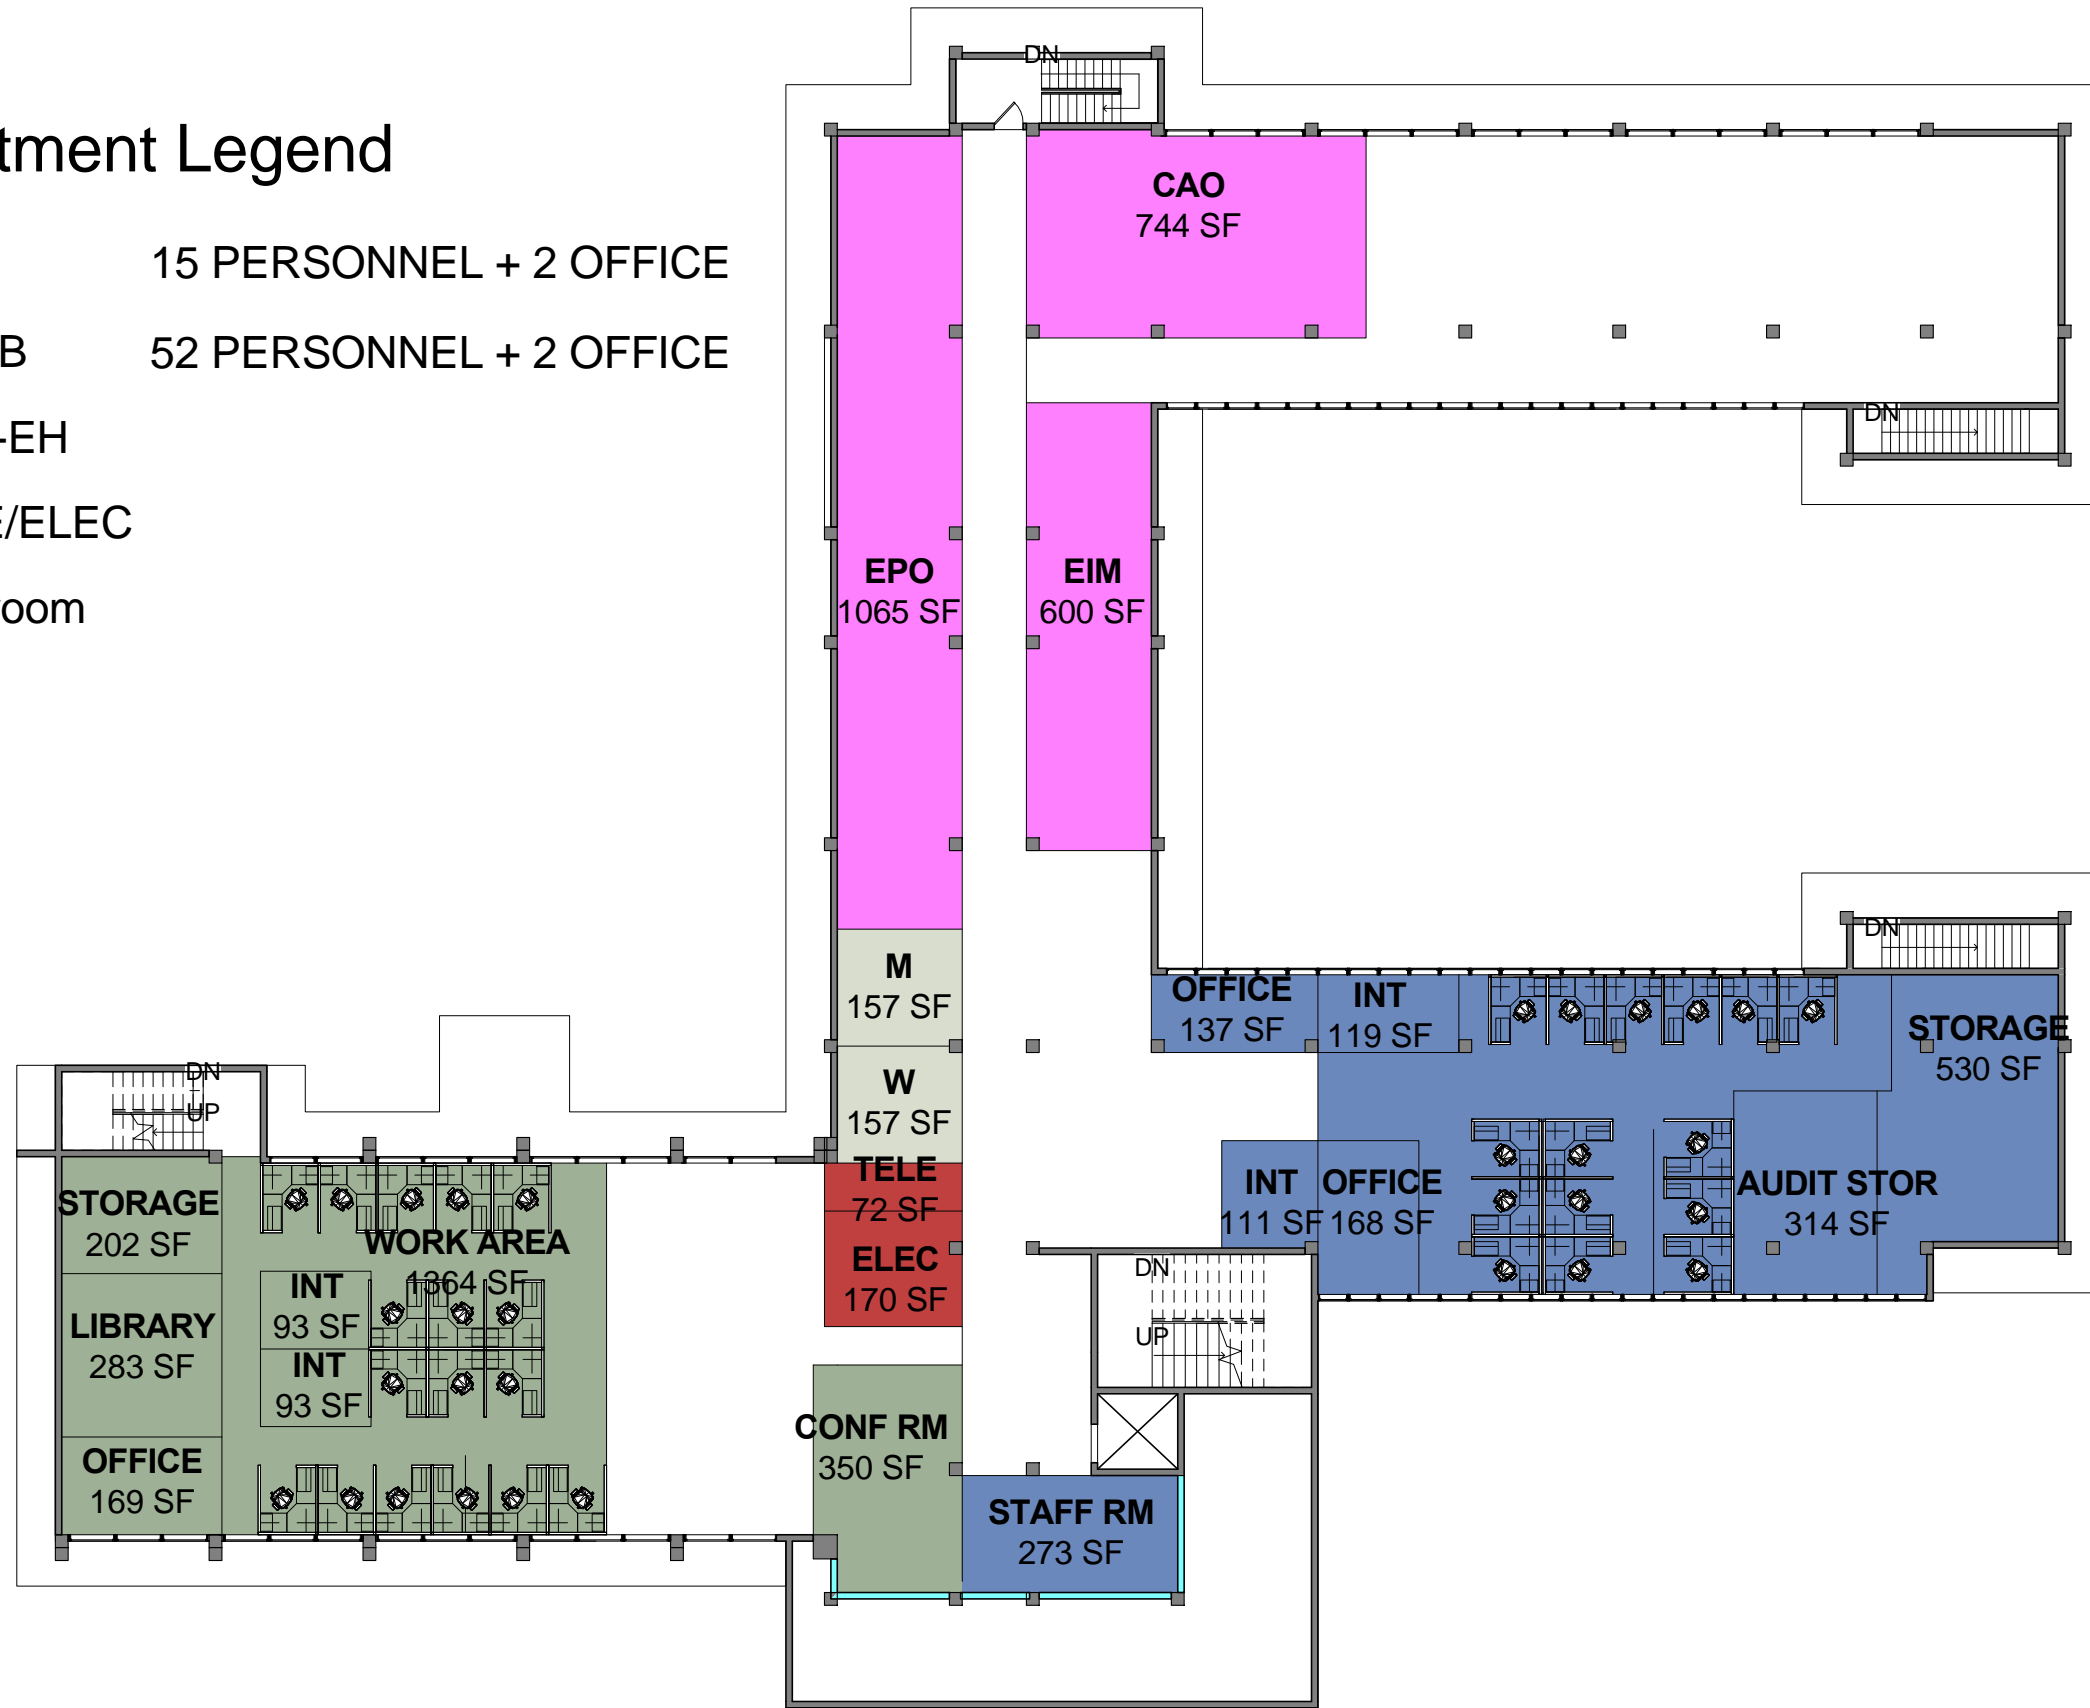 DN
tment Legend
CAO
744 SF
15 PERSONNEL + 2 OFFICE
B 52 PERSONNEL + 2 OFFICE
DN
-EH
E/ELEC
EPO
1065 SF
EIM
600 SF
oom
DN
M
157 SF
OFFICE
137 SF
INT
119 SF
STORAGE
530 SF
DN
UP
W
157 SF
TELE
72 SF
INT
111 SF
OFFICE
168 SF
AUDIT STOR
314 SF
STORAGE
202 SF
WORK AREA
1364 SF
ELEC
170 SF
DN
UP
INT
93 SF
LIBRARY
283 SF
INT
93 SF
CONF RM
350 SF
OFFICE
169 SF
STAFF RM
273 SF